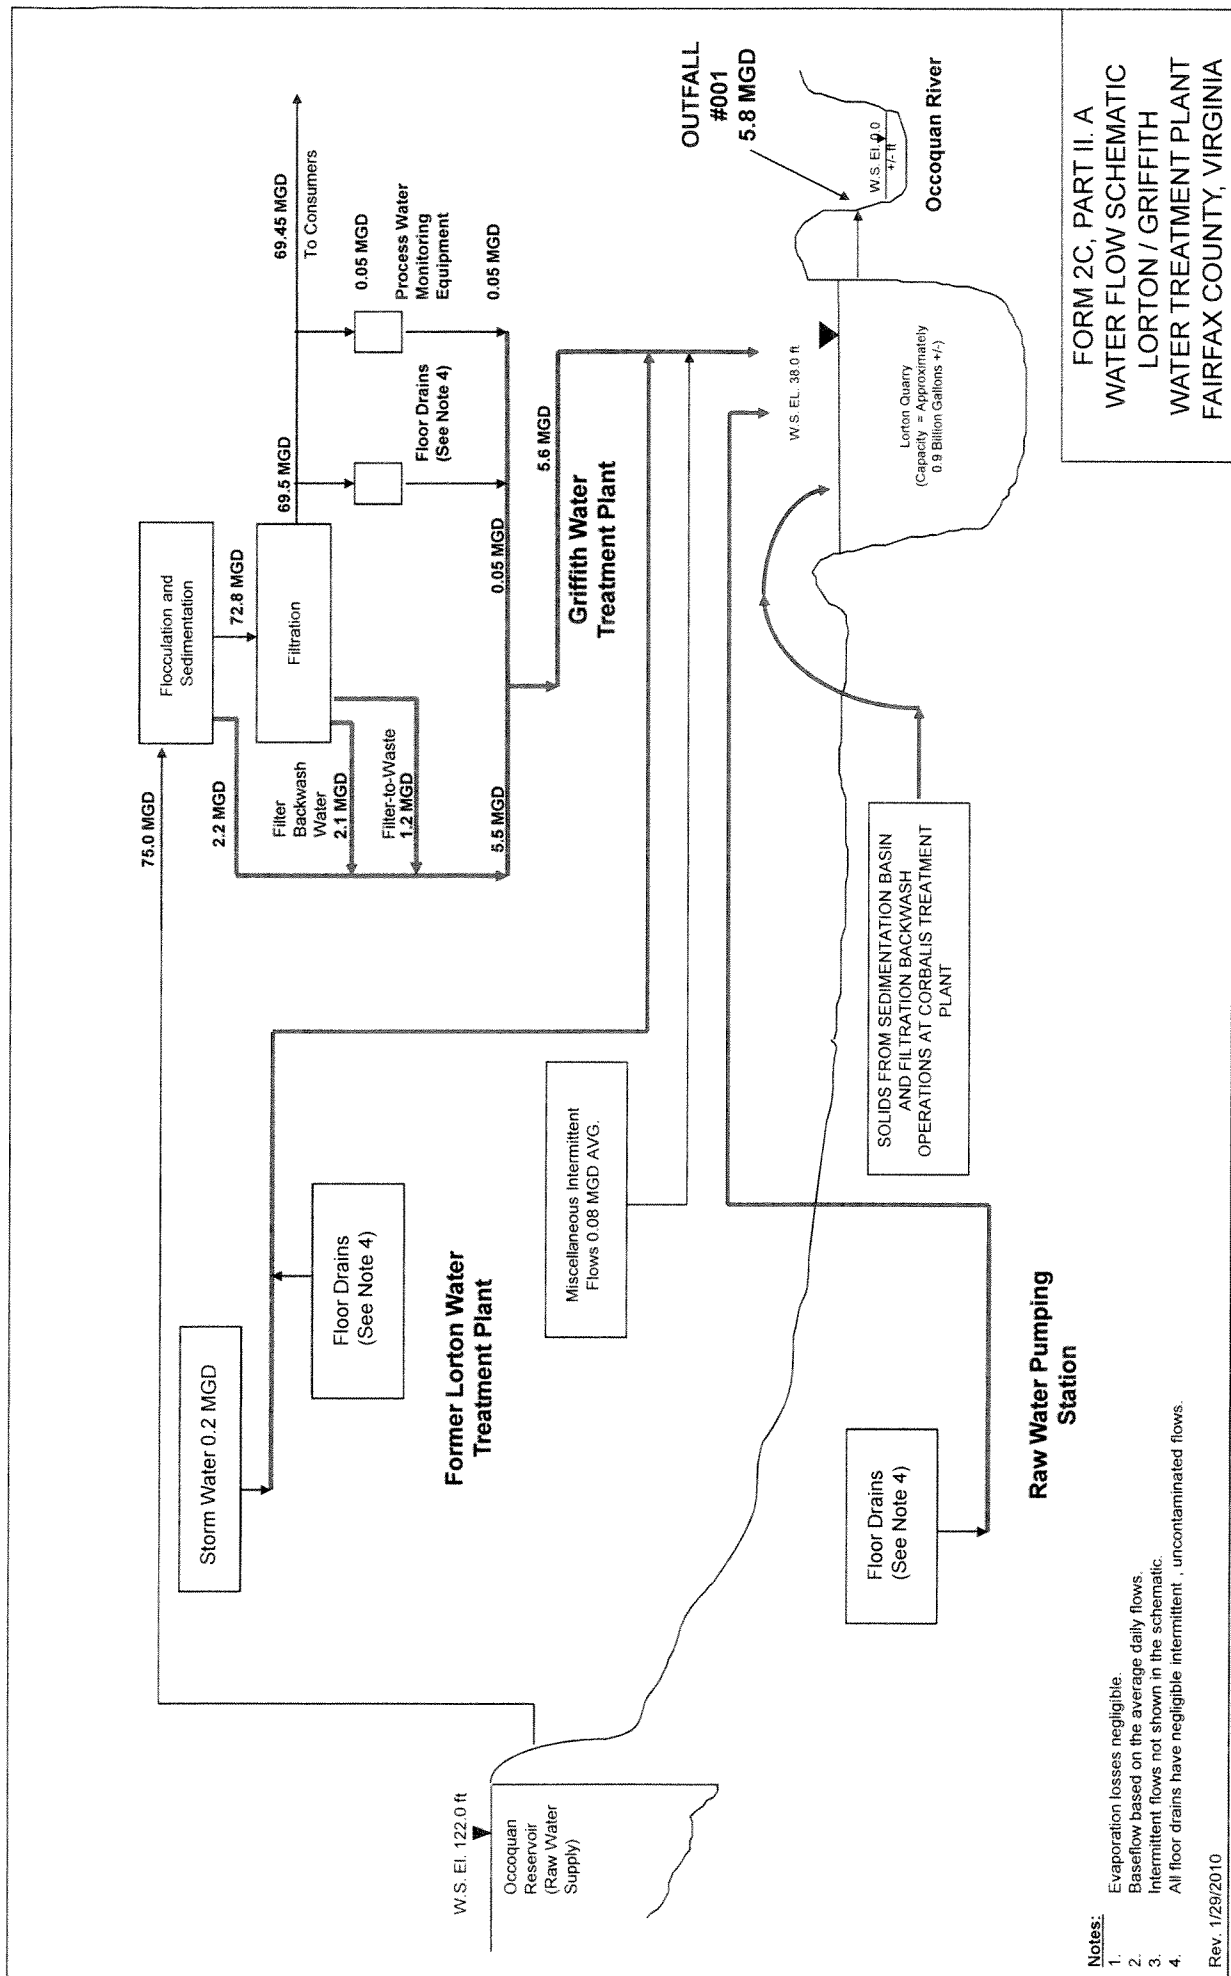 75.0 MGD
Flocculation and
Sedimentation
2.2 MGD
72.8 MGD
Filtration
Filter
Backwash
Water
2.1 MGD
Filter-to-Waste
1.2 MGD
5.5 MGD
69.5 MGD
69.45 MGD
To Consumers
0.05 MGD
Process Water
Monitoring
Equipment
0.05 MGD
Floor Drains
(See Note 4)
0.05 MGD
5.6 MGD
Griffith Water
Treatment Plant
Storm Water 0.2 MGD
Floor Drains
(See Note 4)
Former Lorton Water
Treatment Plant
Miscellaneous Intermittent
Flows 0.08 MGD AVG.
W.S. El. 122.0 ft
Occoquan
Reservoir
(Raw Water
Supply)
OUTFALL
#001
5.8 MGD
W.S. El. 0.0
+/- ft
Occoquan River
W.S. EL. 38.0 ft
Lorton Quarry
(Capacity = Approximately
0.9 Billion Gallons +/-)
SOLIDS FROM SEDIMENTATION BASIN
AND FILTRATION BACKWASH
OPERATIONS AT CORBALIS TREATMENT
PLANT
Floor Drains
(See Note 4)
Raw Water Pumping
Station
Notes:
1. Evaporation losses negligible.
2. Baseflow based on the average daily flows.
3. Intermittent flows not shown in the schematic.
4. All floor drains have negligible intermittent , uncontaminated flows.
Rev. 1/29/2010
FORM 2C, PART II. A
WATER FLOW SCHEMATIC
LORTON / GRIFFITH
WATER TREATMENT PLANT
FAIRFAX COUNTY, VIRGINIA